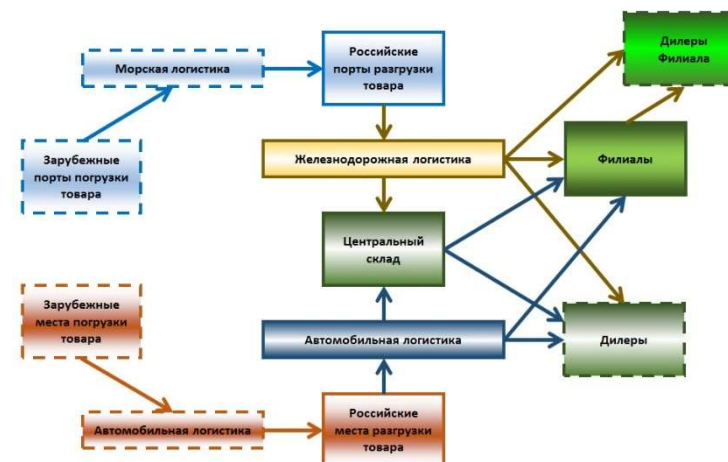 Дилеры
Филиала
Российские
порты разгрузки
товара
Морская логистика
Зарубежные
порты погрузки
товара
Железнодорожная логистика
Филиалы
Центральный
склад
Зарубежные
места погрузки
товара
Автомобильная логистика
Дилеры
Российские
места разгрузки
товара
Автомобильная логистика